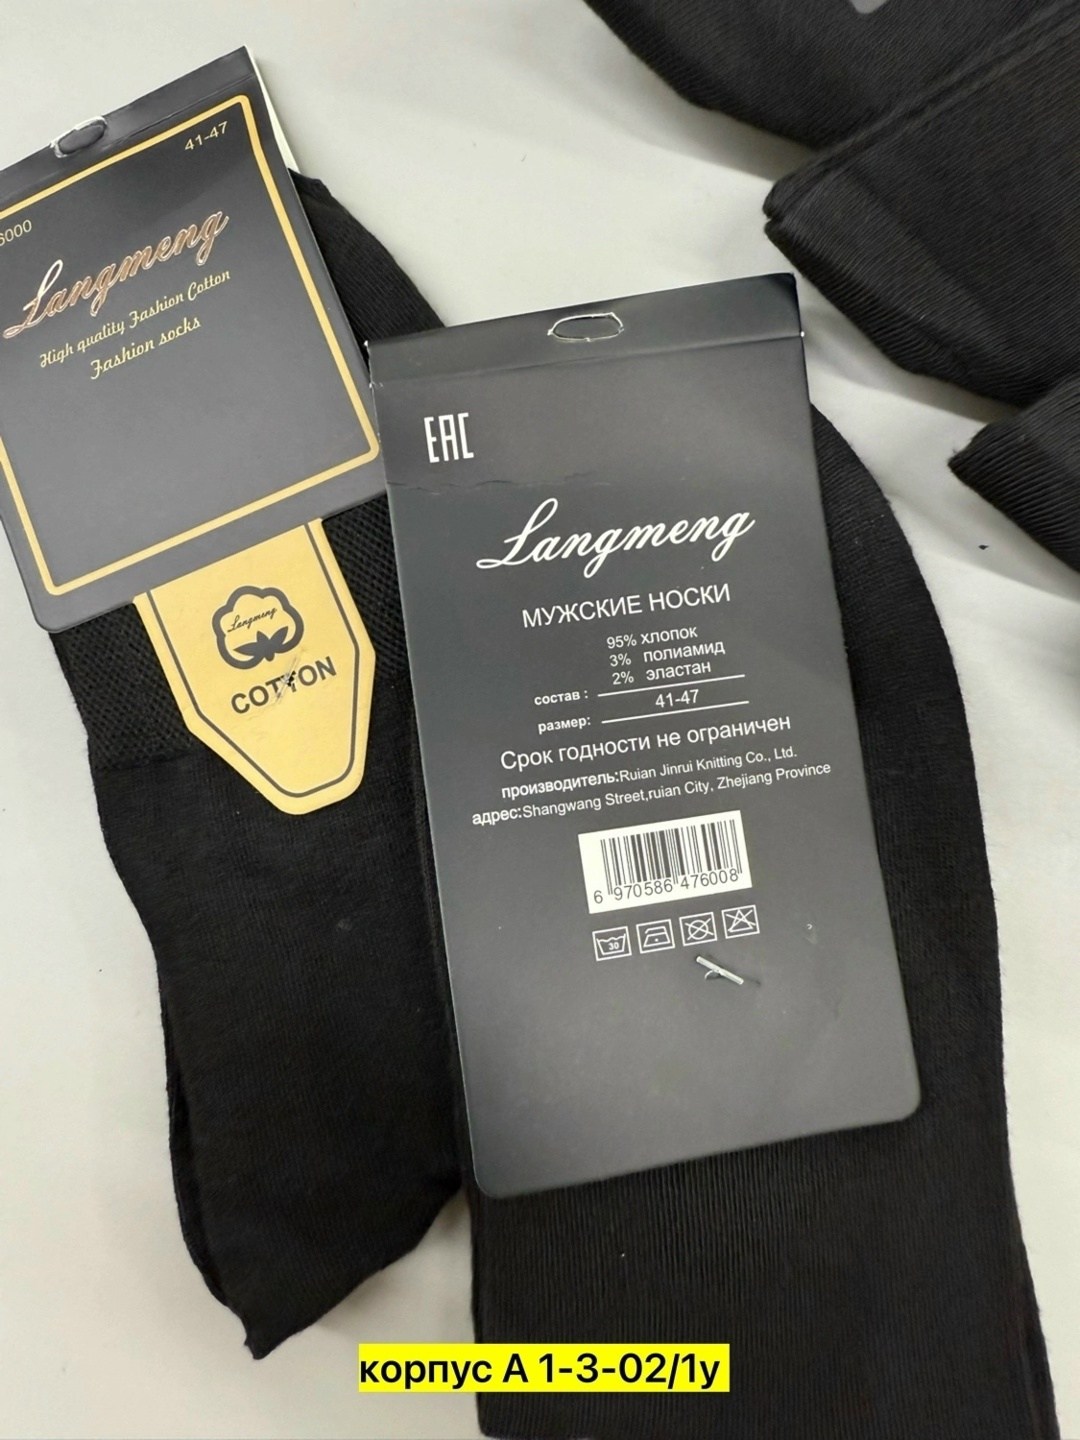 41-47
6000
Langmeng
High quality Fashion Cotton
Fashion socks
Langmeng
COTTON
EAC
Langmeng
МУЖСКИЕ НОСКИ
95% хлопок
3% полиамид
2% эластан
состав :
41-47
размер:
Срок годности не ограничен
производитель:Ruian Jinrui Knitting Co., Ltd.
адрес:Shangwang Street,ruian City, Zhejiang Province
6 970586 476008
30
корпус А 1-3-02/1у